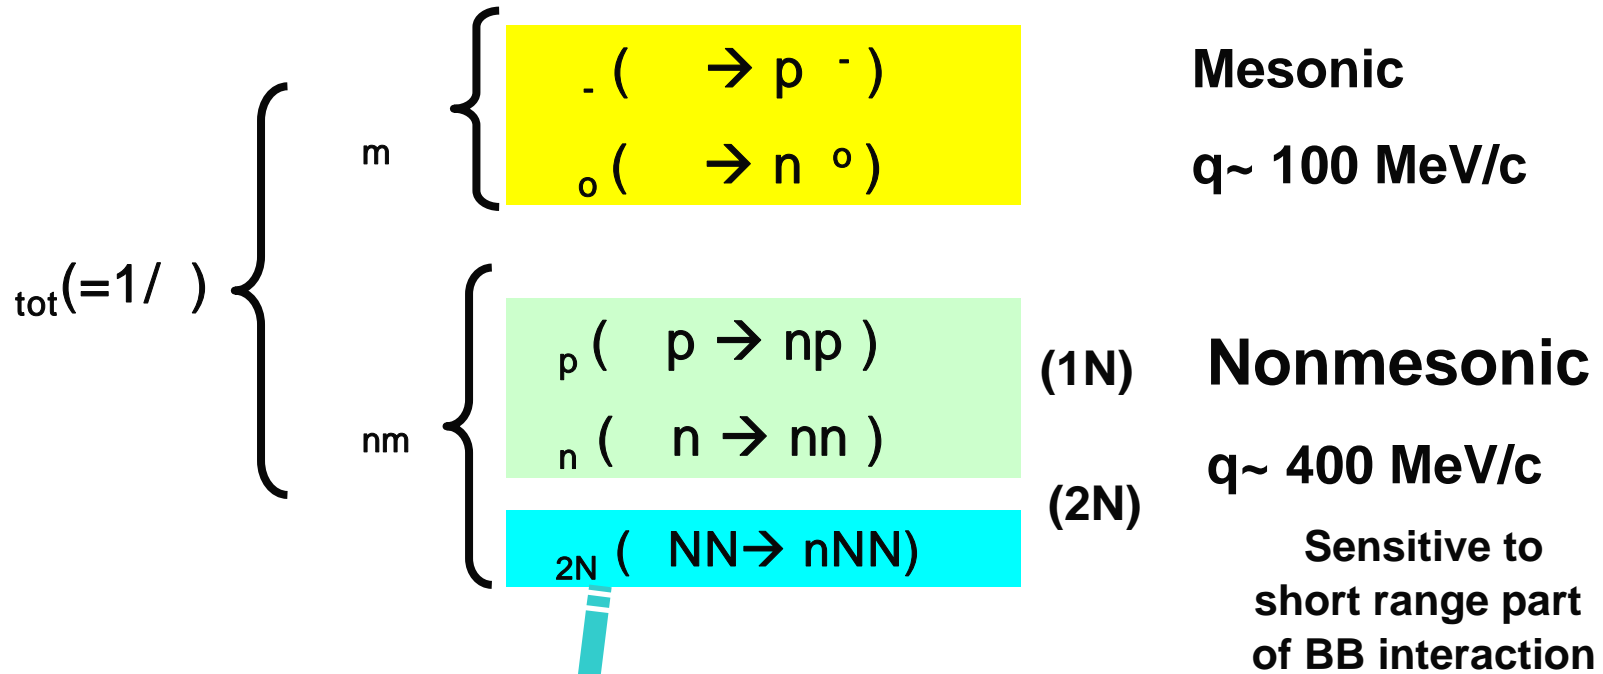 - (    → p  - )
Mesonic
m
o (    → n  o )
q~ 100 MeV/c
tot(=1/  )
p (   p → np )
(1N)
Nonmesonic
nm
n (   n → nn )
q~ 400 MeV/c
(2N)
2N (  NN→ nNN)
Sensitive to
short range part
of BB interaction